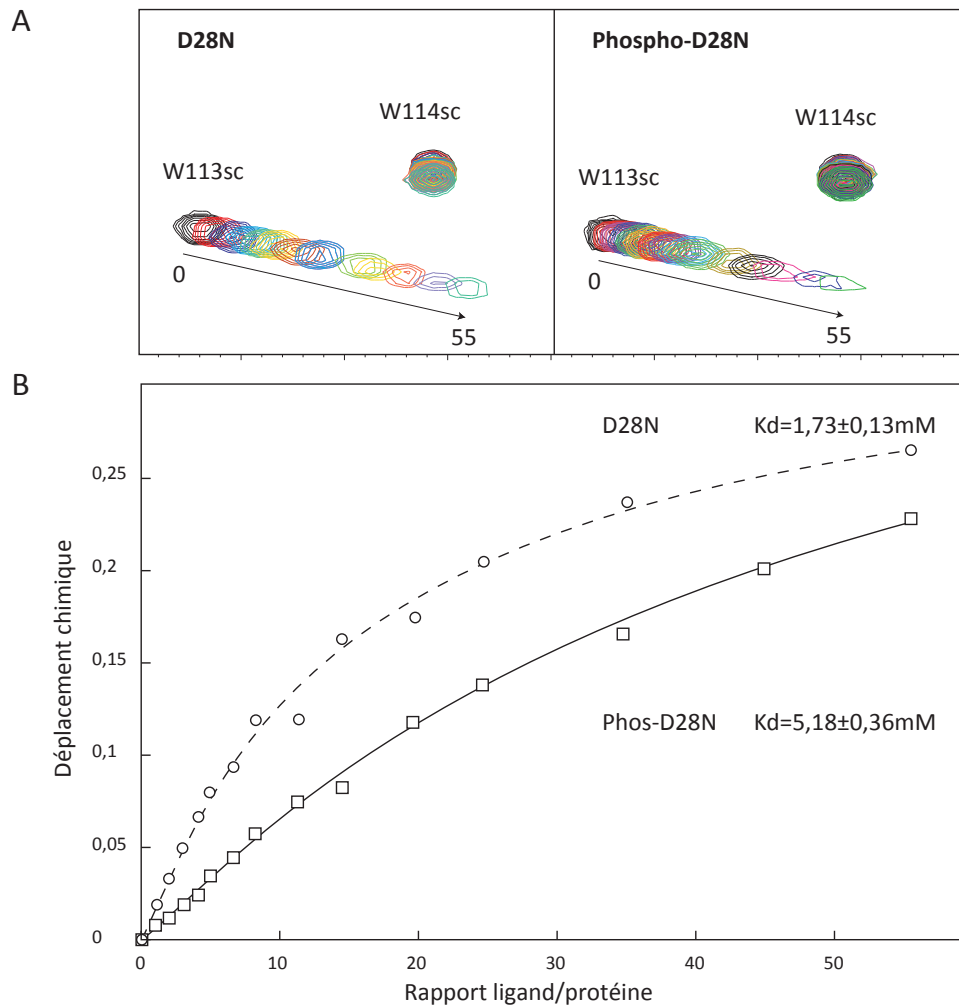 A
D28N
Phospho-D28N
W114sc
W114sc
W113sc
W113sc
0
0
55
55
B
D28N Kd=1,73±0,13mM
0,25
0,2
0,15
Phos-D28N Kd=5,18±0,36mM
0,1
0,05
0
Déplacement chimique
0 10 20 30 40 50
Rapport ligand/protéine